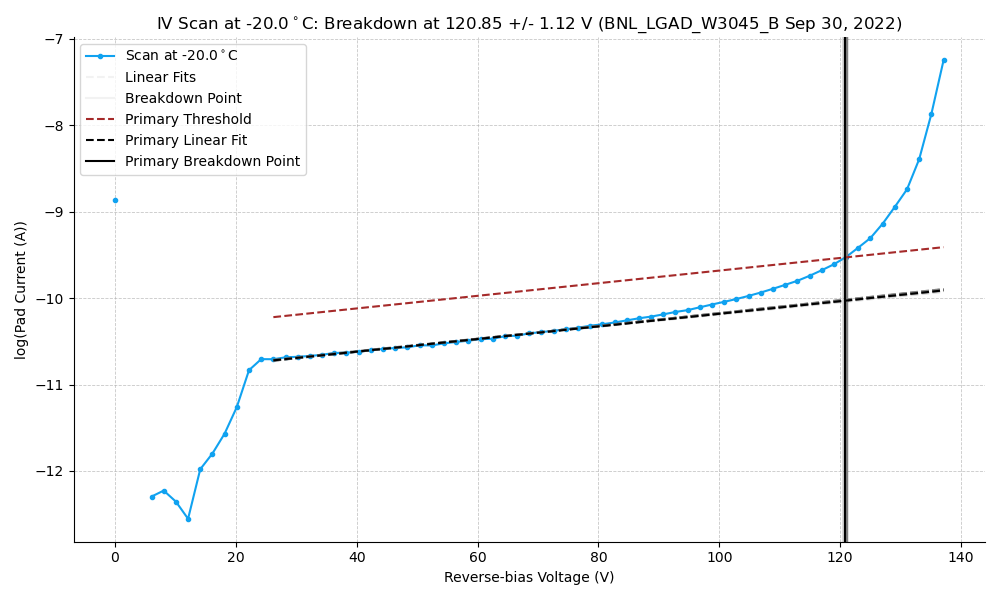 IV Scan at -20.0°C: Breakdown at 120.85 +/- 1.12 V (BNL_LGAD_W3045_B Sep 30, 2022)
Scan at -20.0°C
Linear Fits
Breakdown Point
Primary Threshold
Primary Linear Fit
Primary Breakdown Point
log(Pad Current (A))
−7
−8
−9
−10
−11
−12
0 20 40 60 80 100 120 140
Reverse-bias Voltage (V)